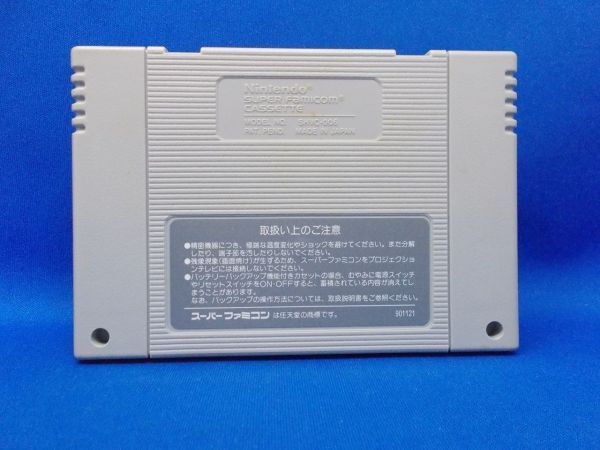 Nintendo®
SUPER Famicom®
CASSETTE
MODEL NO. SHVC-006
PAT. PEND. MADE IN JAPAN
取扱い上のご注意
●精密機器につき、極端な温度変化やショックを避けてください。また分解
したり、端子部を汚したりしないでください。
●残像現象(画面焼け)が生ずるため、スーパーファミコンをプロジェクショ
ンテレビには接続しないでください。
●バッテリーバックアップ機能付きカセットの場合、むやみに電源スイッチ
やリセットスイッチをON・OFFすると、蓄積されている内容が消えてし
まうことがあります。
なお、バックアップの操作方法については、取扱説明書をご参照ください。
スーパーファミコン は任天堂の商標です。 901121